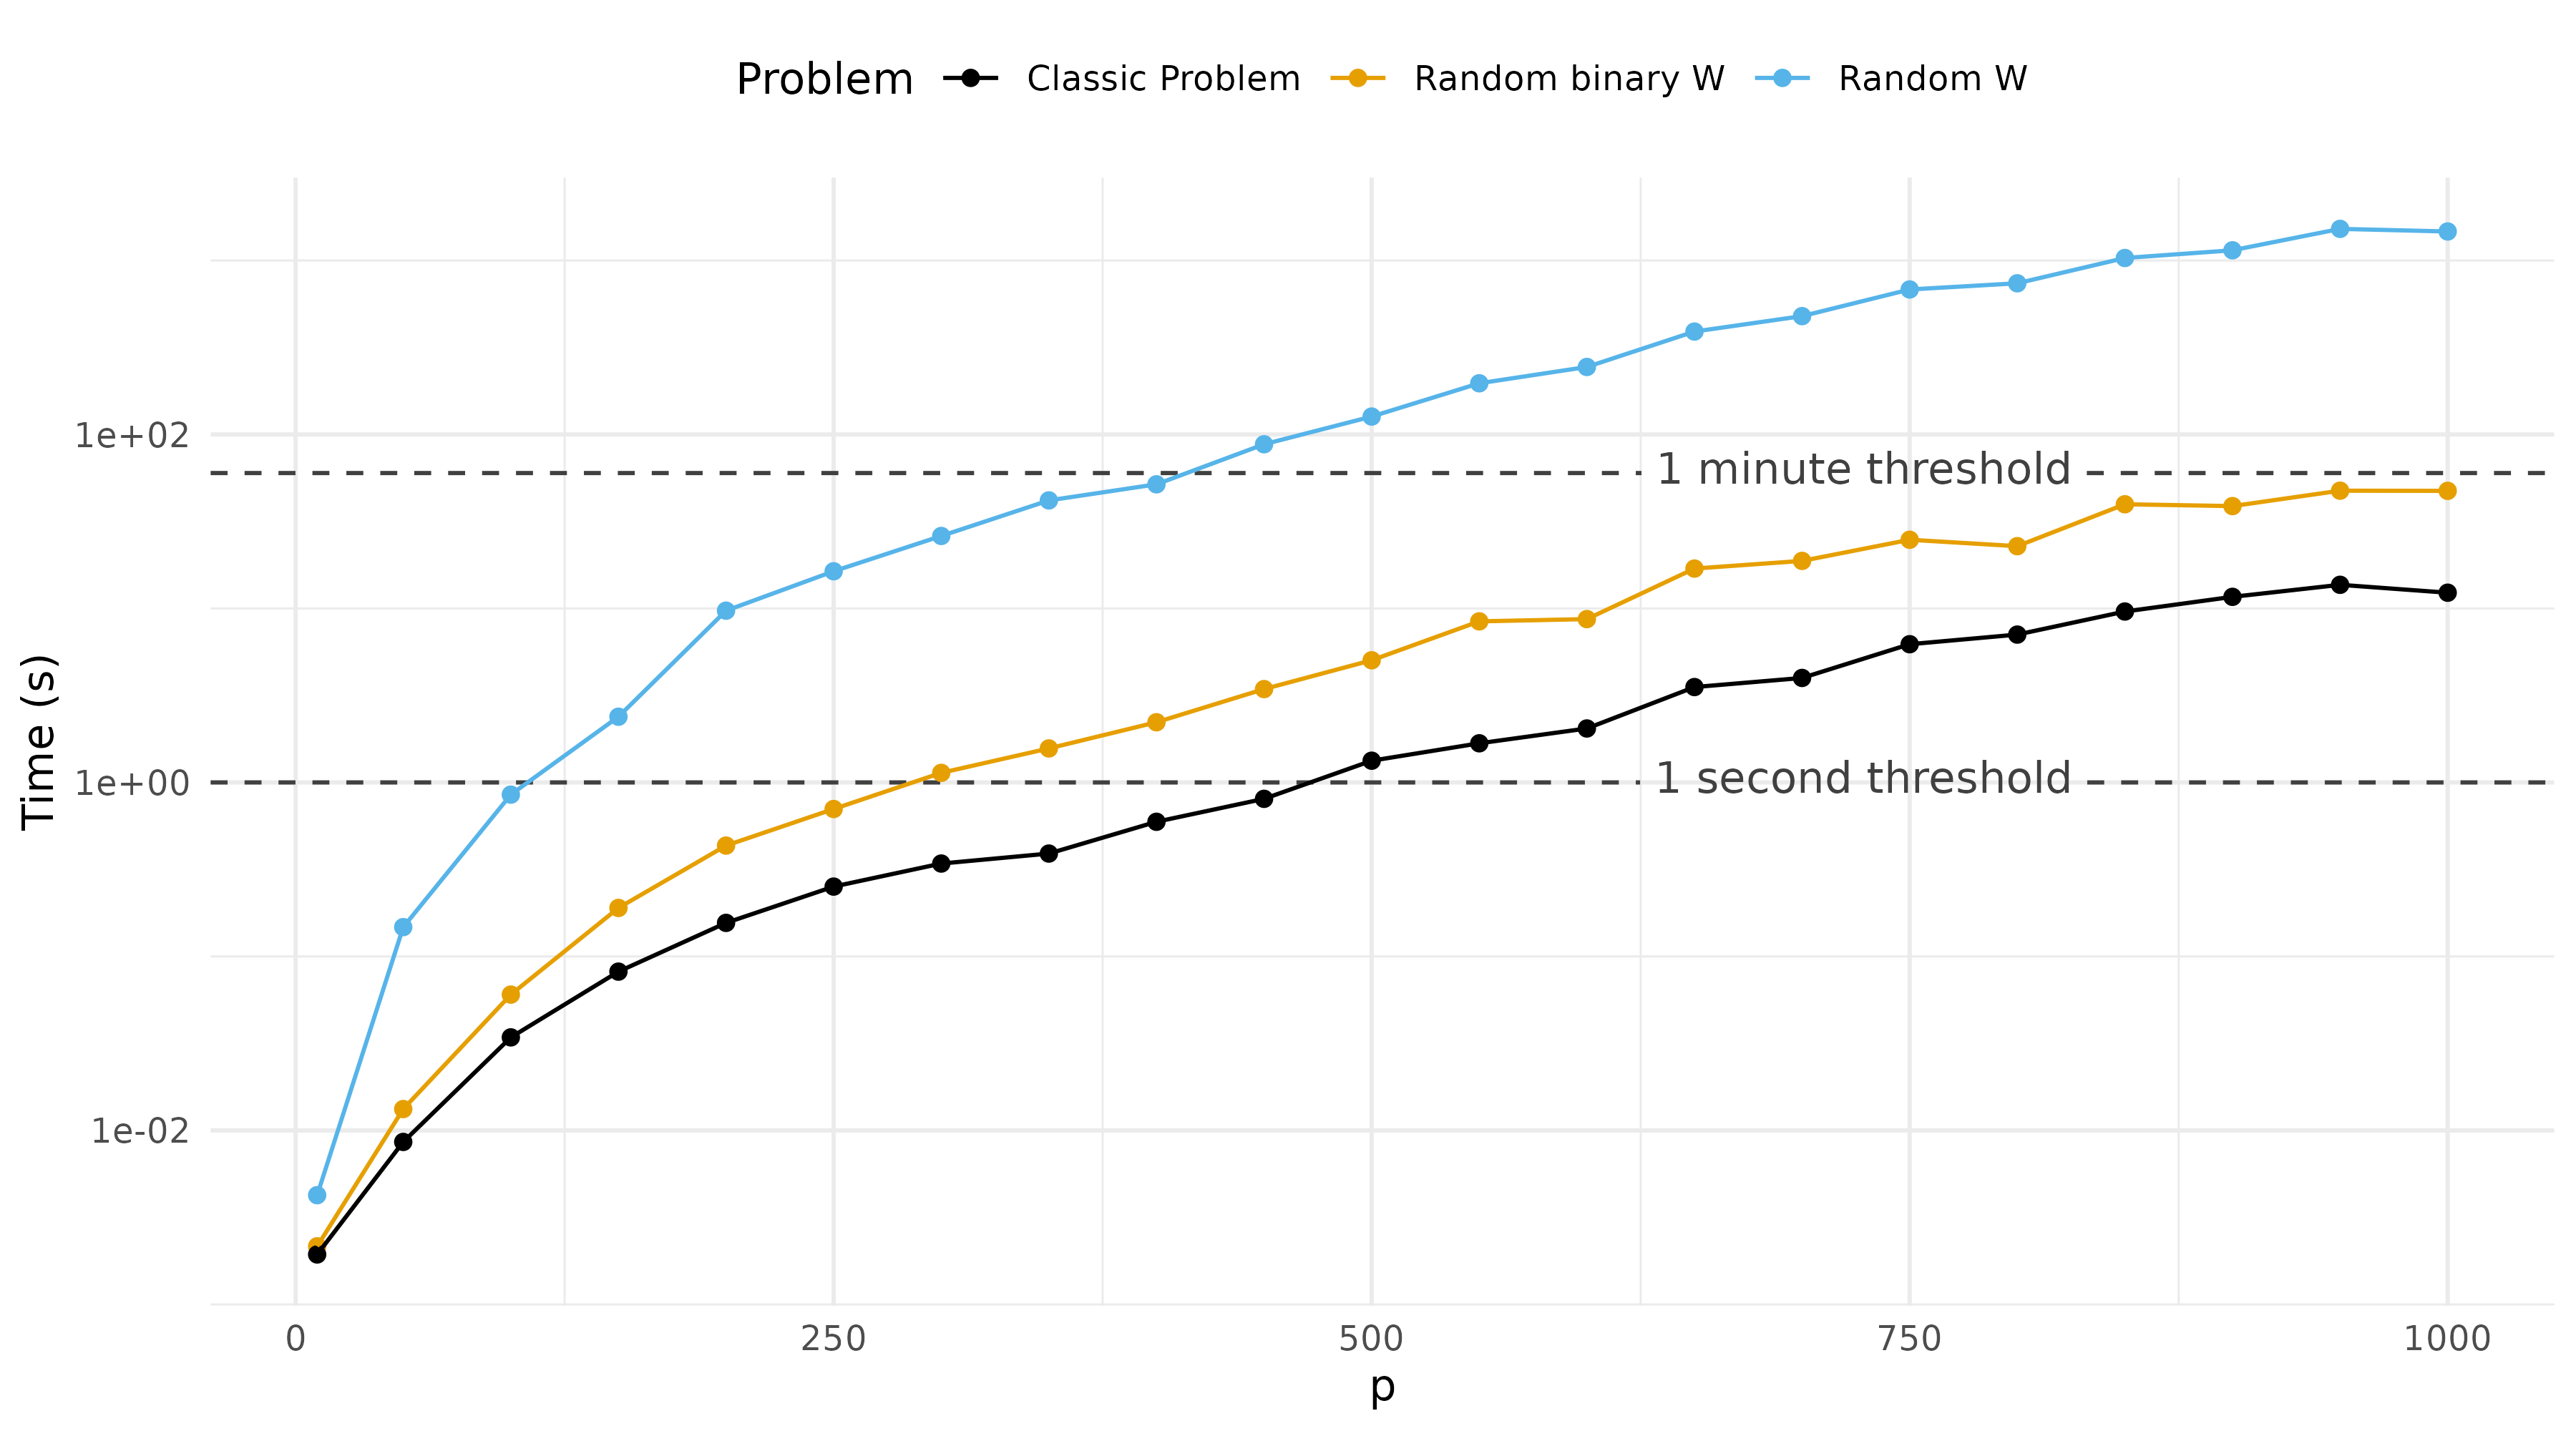 Problem Classic Problem Random binary W Random W
1e+02
1 minute threshold
Time (s)
1e+00
1 second threshold
1e-02
0 250 500 750 1000
p